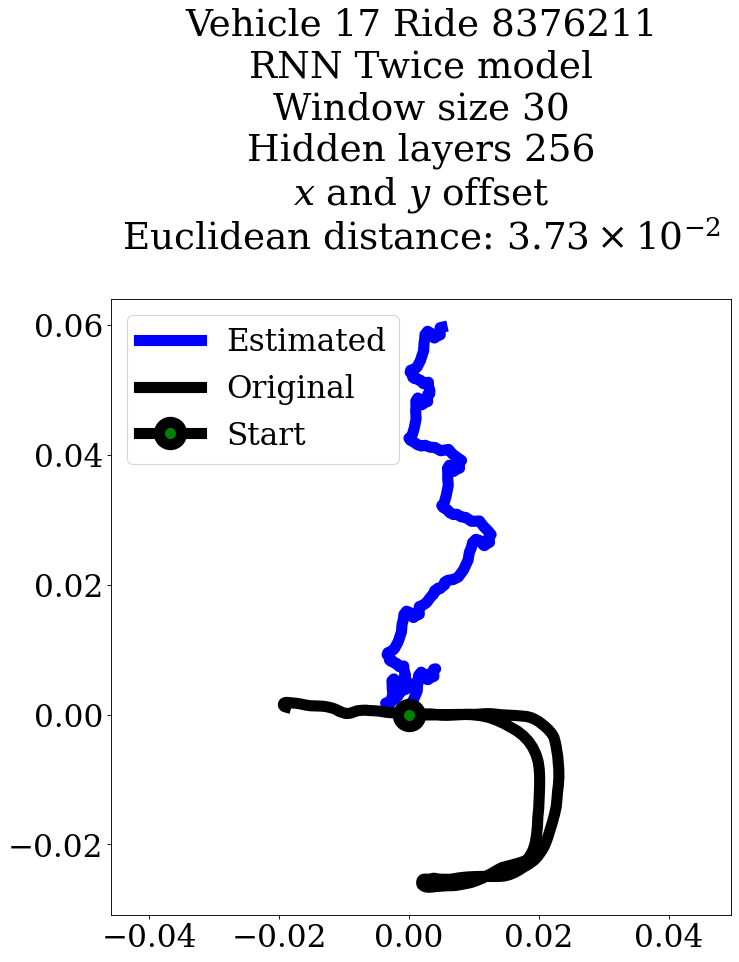 Vehicle 17 Ride 8376211
RNN Twice model
Window size 30
Hidden layers 256
x and y offset
Euclidean distance: 3.73 × 10⁻²
Estimated
Original
Start
0.06
0.04
0.02
0.00
−0.02
−0.04 −0.02 0.00 0.02 0.04